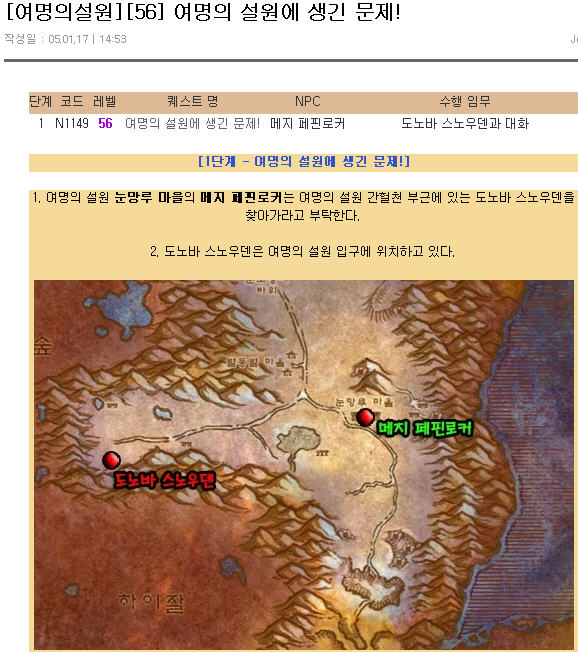 [여명의설원][56] 여명의 설원에 생긴 문제!
작성일 : 05.01.17 | 14:53
단계 코드 레벨 퀘스트 명 NPC 수행 임무
1 N1149 56 여명의 설원에 생긴 문제! 메지 페핀로커 도노바 스노우덴과 대화
[1단계 - 여명의 설원에 생긴 문제!]
1. 여명의 설원 눈망루 마을의 메지 페핀로커는 여명의 설원 간헐천 부근에 있는 도노바 스노우덴을
찾아가라고 부탁한다.
2. 도노바 스노우덴은 여명의 설원 입구에 위치하고 있다.
바위
숲
별똥별 마을
눈망루 마을
메지 페핀로커
도노바 스노우덴
하이잘